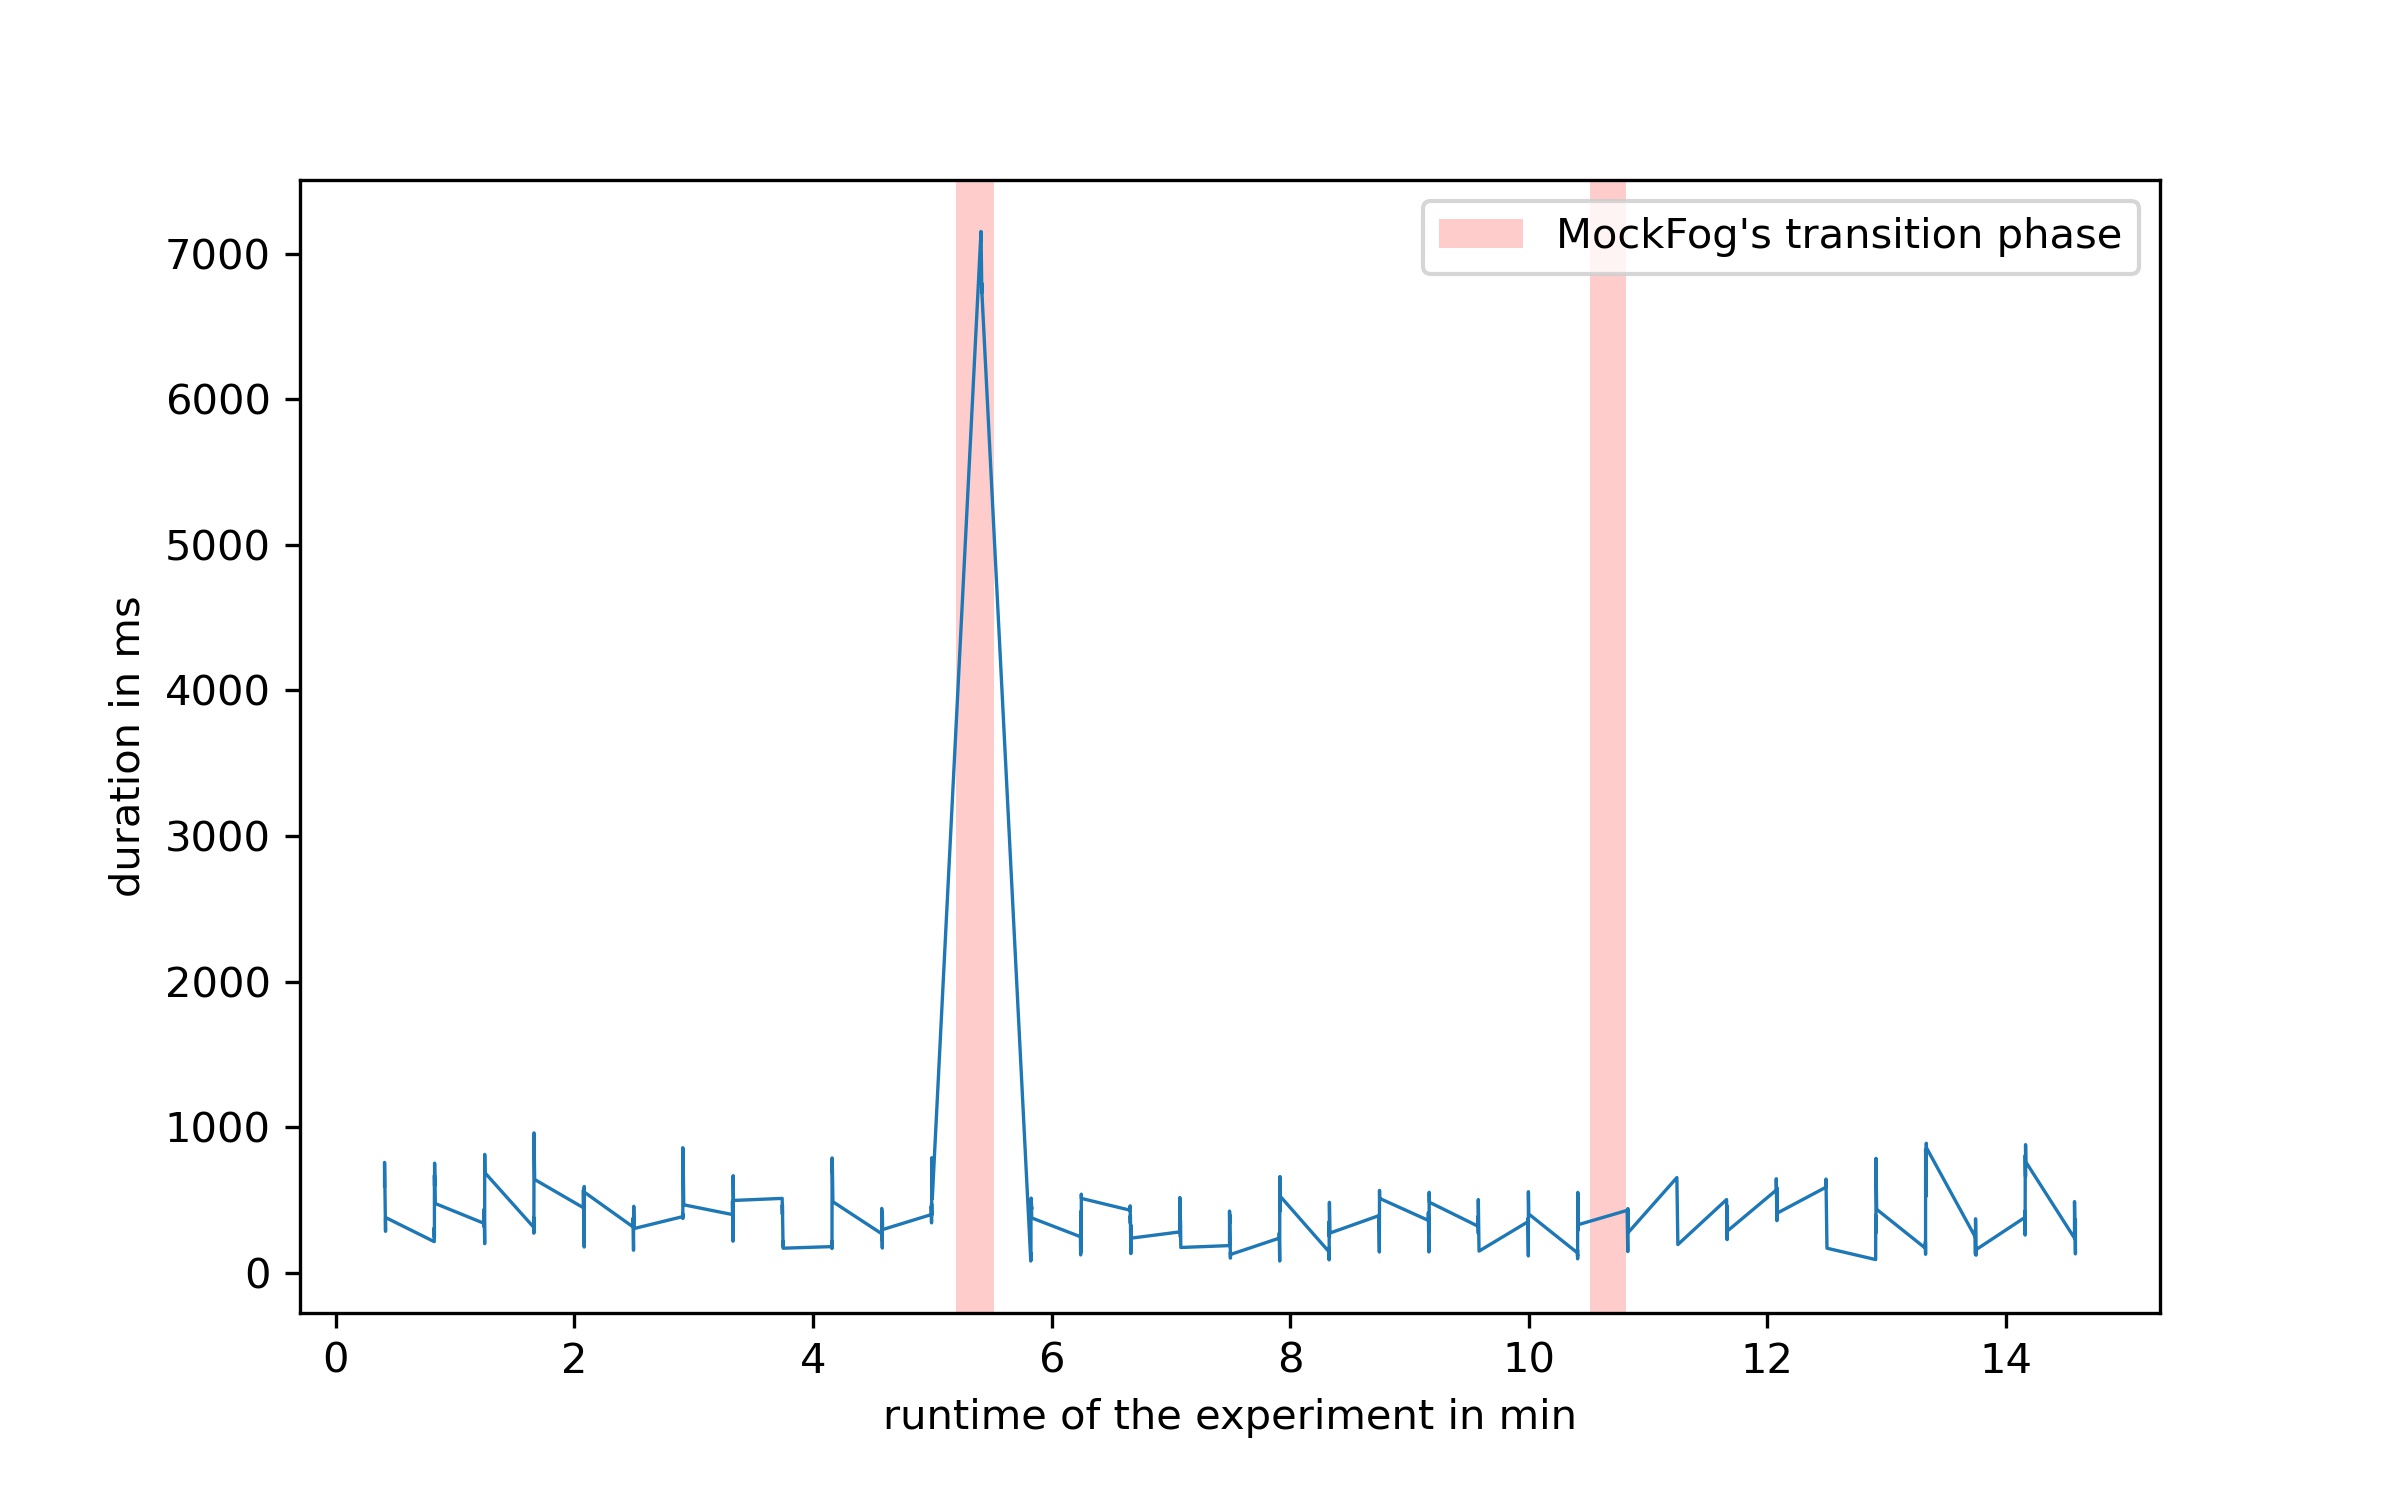 MockFog's transition phase
7000
6000
5000
4000
3000
2000
1000
0
duration in ms
0 2 4 6 8 10 12 14
runtime of the experiment in min